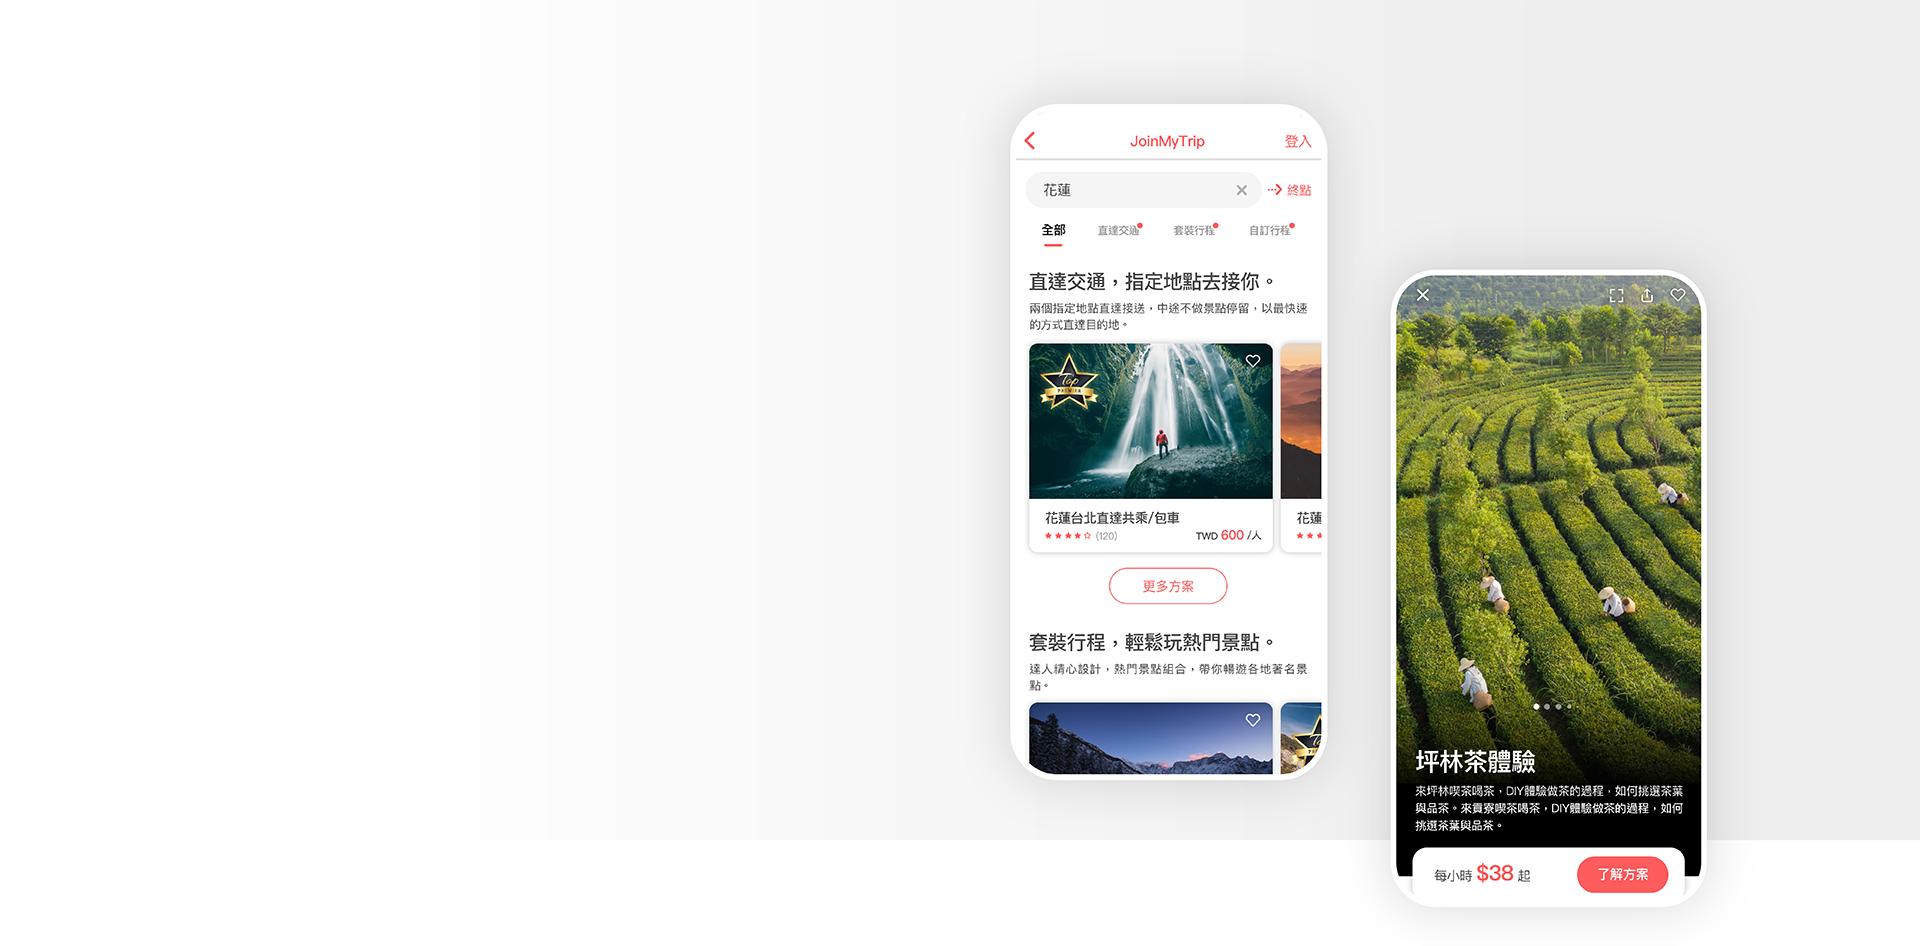 JoinMyTrip
登入
花蓮
終點
全部
直達交通
套裝行程
自訂行程
直達交通，指定地點去接你。
兩個指定地點直達接送，中途不做景點停留，以最快速
的方式直達目的地。
Top
PREMIER
花蓮台北直達共乘/包車
(120)
TWD 600 /人
花蓮
更多方案
套裝行程，輕鬆玩熱門景點。
達人精心設計，熱門景點組合，帶你暢遊各地著名景
點。
坪林茶體驗
來坪林喫茶喝茶，DIY體驗做茶的過程，如何挑選茶葉
與品茶。來貢寮喫茶喝茶，DIY體驗做茶的過程，如何
挑選茶葉與品茶。
每小時 $38 起
了解方案